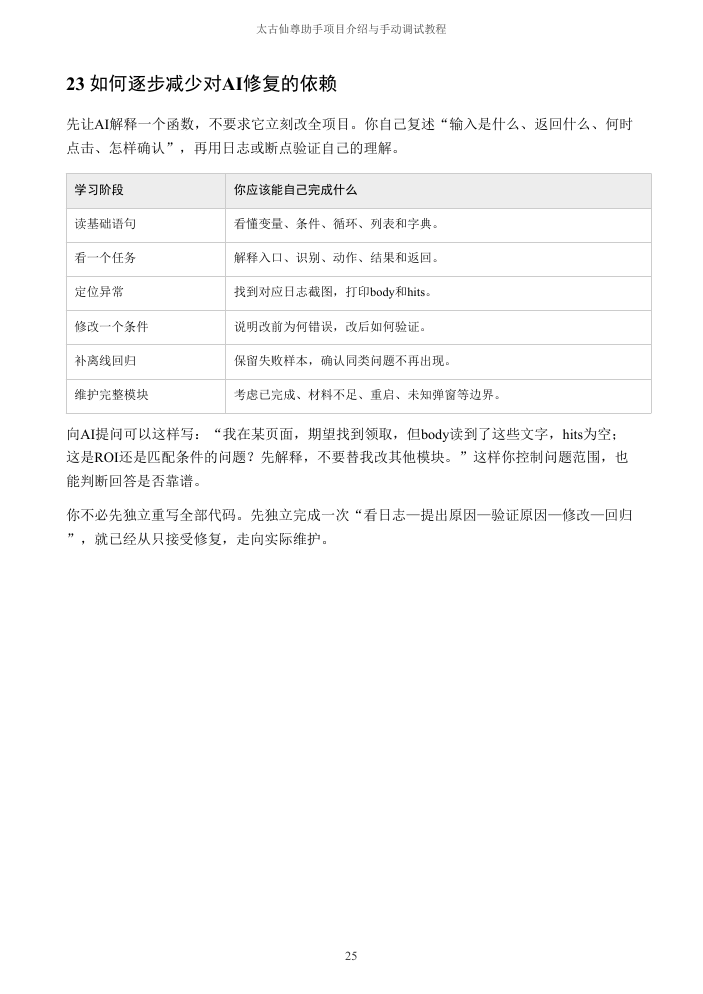 太古仙尊助手项目介绍与手动调试教程
23 如何逐步减少对AI修复的依赖
先让AI解释一个函数，不要求它立刻改全项目。你自己复述“输入是什么、返回什么、何时
点击、怎样确认”，再用日志或断点验证自己的理解。
学习阶段 你应该能自己完成什么
读基础语句 看懂变量、条件、循环、列表和字典。
看一个任务 解释入口、识别、动作、结果和返回。
定位异常 找到对应日志截图，打印body和hits。
修改一个条件 说明改前为何错误，改后如何验证。
补离线回归 保留失败样本，确认同类问题不再出现。
维护完整模块 考虑已完成、材料不足、重启、未知弹窗等边界。
向AI提问可以这样写：“我在某页面，期望找到领取，但body读到了这些文字，hits为空；
这是ROI还是匹配条件的问题？先解释，不要替我改其他模块。”这样你控制问题范围，也
能判断回答是否靠谱。
你不必先独立重写全部代码。先独立完成一次“看日志—提出原因—验证原因—修改—回归
”，就已经从只接受修复，走向实际维护。
25